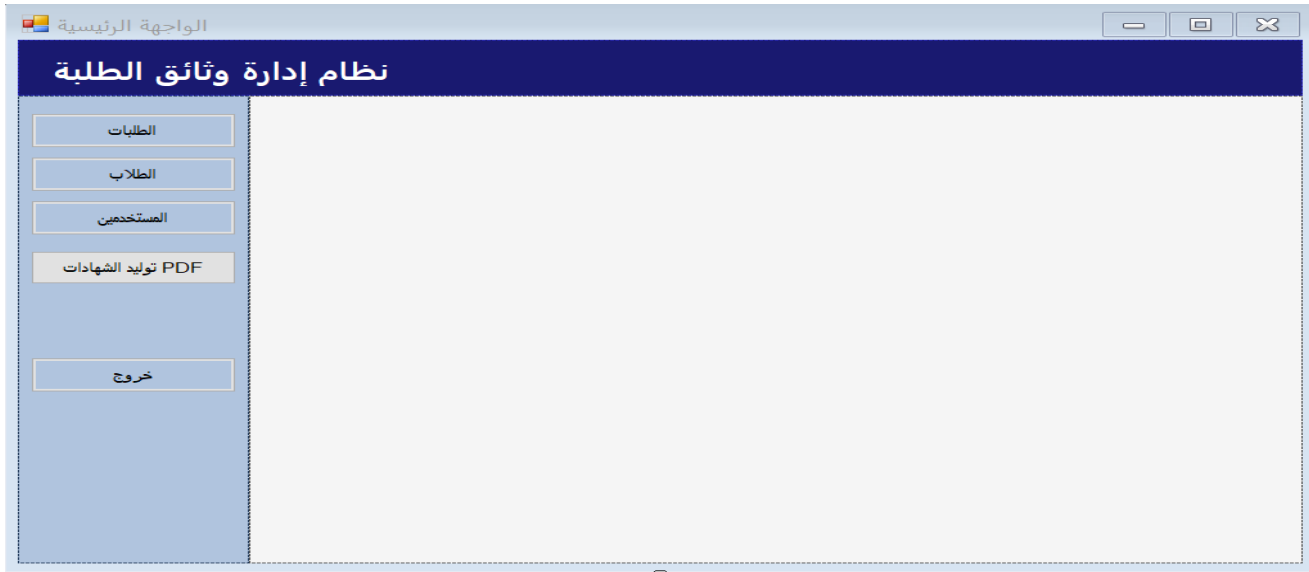 الواجهة الرئيسية
نظام إدارة وثائق الطلبة
الطلبات
الطلاب
المستخدمين
PDF توليد الشهادات
خروج